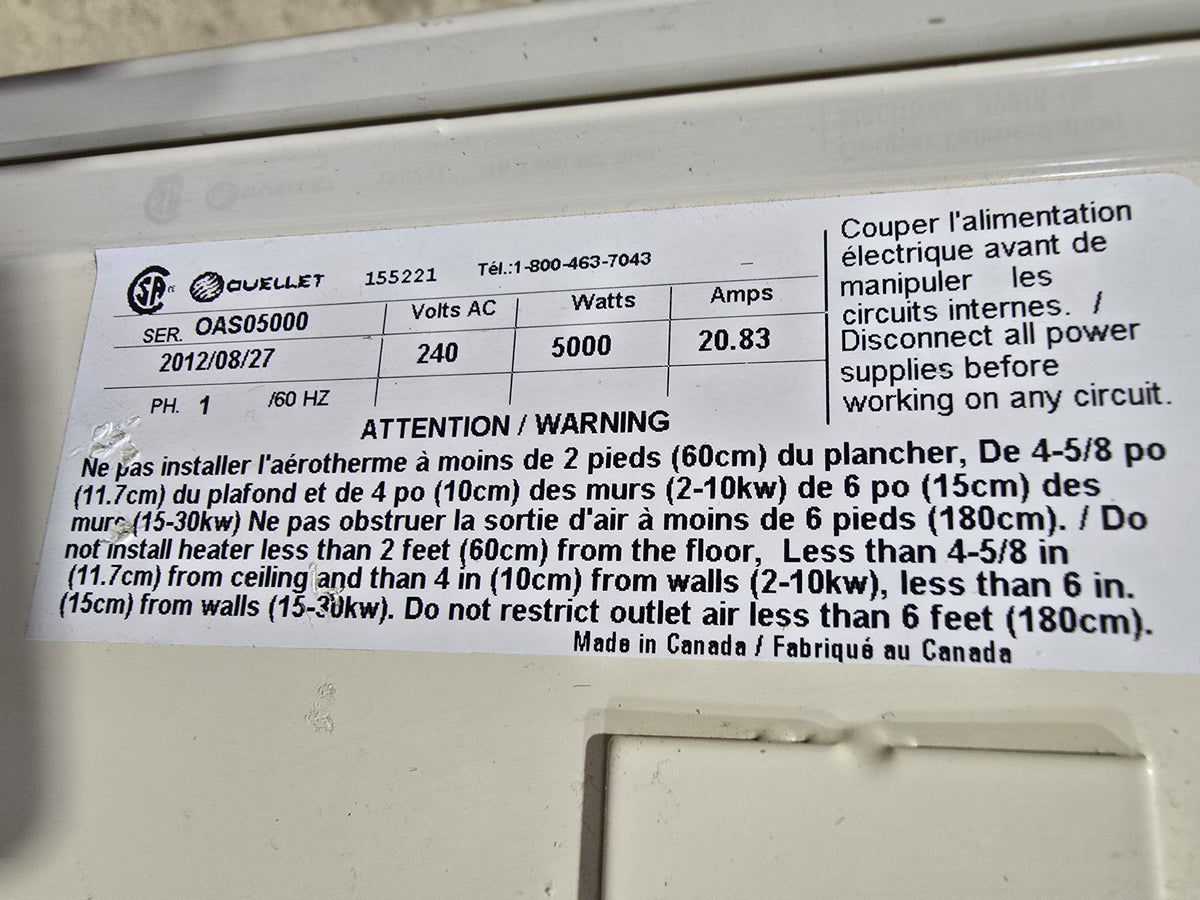 CSA OUELLET 155221 Tél.:1-800-463-7043
SER. OAS05000 Volts AC Watts Amps
2012/08/27 240 5000 20.83
PH. 1 /60 HZ
Couper l'alimentation
électrique avant de
manipuler les
circuits internes. /
Disconnect all power
supplies before
working on any circuit.
ATTENTION / WARNING
Ne pas installer l'aérotherme à moins de 2 pieds (60cm) du plancher, De 4-5/8 po
(11.7cm) du plafond et de 4 po (10cm) des murs (2-10kw) de 6 po (15cm) des
murs (15-30kw) Ne pas obstruer la sortie d'air à moins de 6 pieds (180cm). / Do
not install heater less than 2 feet (60cm) from the floor, Less than 4-5/8 in
(11.7cm) from ceiling and than 4 in (10cm) from walls (2-10kw), less than 6 in.
(15cm) from walls (15-30kw). Do not restrict outlet air less than 6 feet (180cm).
Made in Canada / Fabriqué au Canada